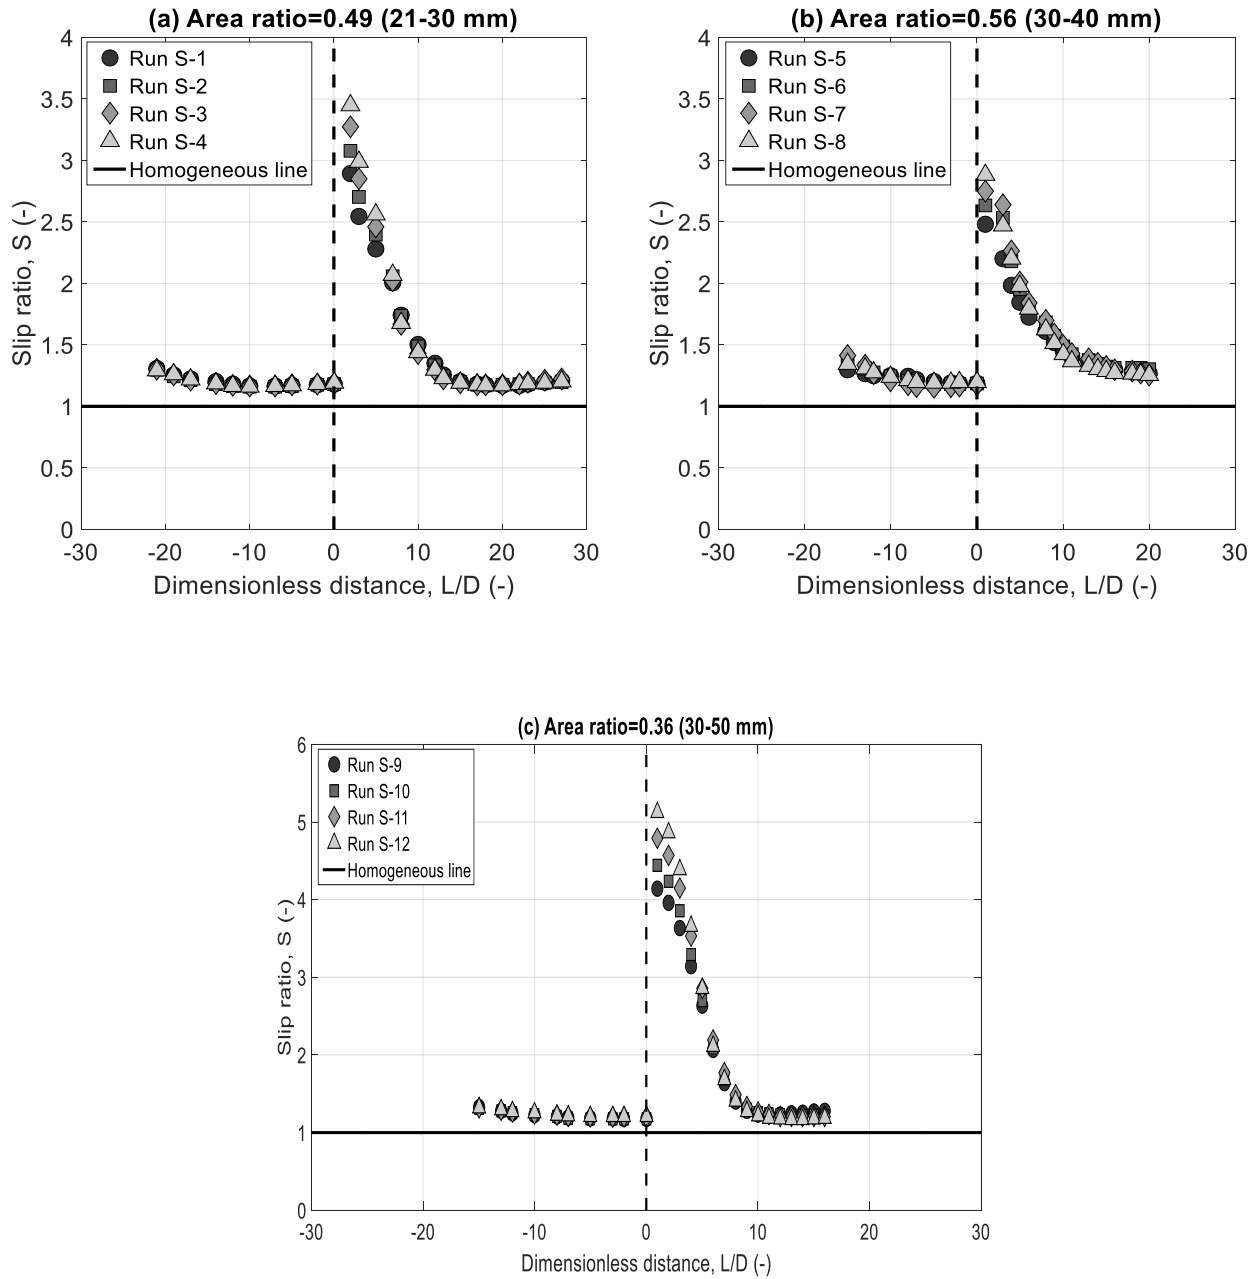 (a) Area ratio=0.49 (21-30 mm)
4
3.5
3
2.5
2
1.5
1
0.5
0
Slip ratio, S (-)
Run S-1
Run S-2
Run S-3
Run S-4
Homogeneous line
-30 -20 -10 0 10 20 30
Dimensionless distance, L/D (-)
(b) Area ratio=0.56 (30-40 mm)
4
3.5
3
2.5
2
1.5
1
0.5
0
Slip ratio, S (-)
Run S-5
Run S-6
Run S-7
Run S-8
Homogeneous line
-30 -20 -10 0 10 20 30
Dimensionless distance, L/D (-)
(c) Area ratio=0.36 (30-50 mm)
6
5
4
3
2
1
0
Slip ratio, S (-)
Run S-9
Run S-10
Run S-11
Run S-12
Homogeneous line
-30 -20 -10 0 10 20 30
Dimensionless distance, L/D (-)